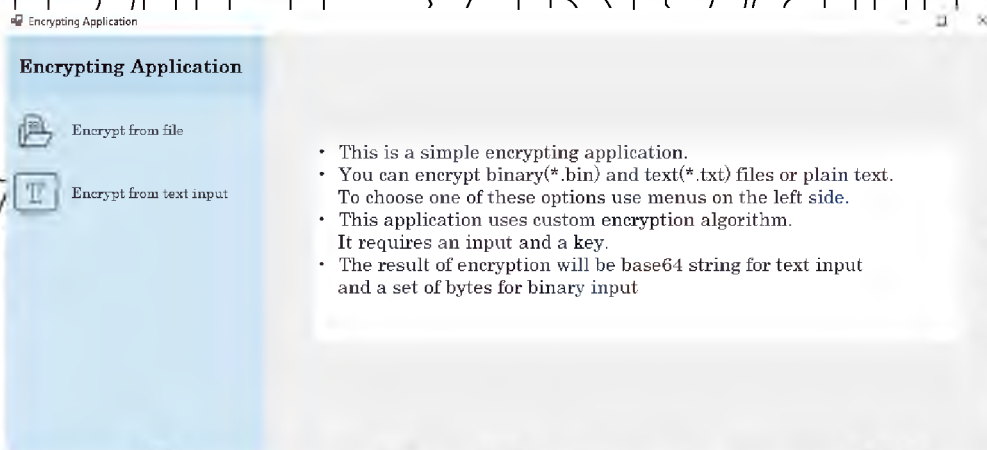 Encrypting Application
Encrypting Application
Encrypt from file
T
Encrypt from text input
• This is a simple encrypting application.
• You can encrypt binary(*.bin) and text(*.txt) files or plain text.
To choose one of these options use menus on the left side.
• This application uses custom encryption algorithm.
It requires an input and a key.
• The result of encryption will be base64 string for text input
and a set of bytes for binary input